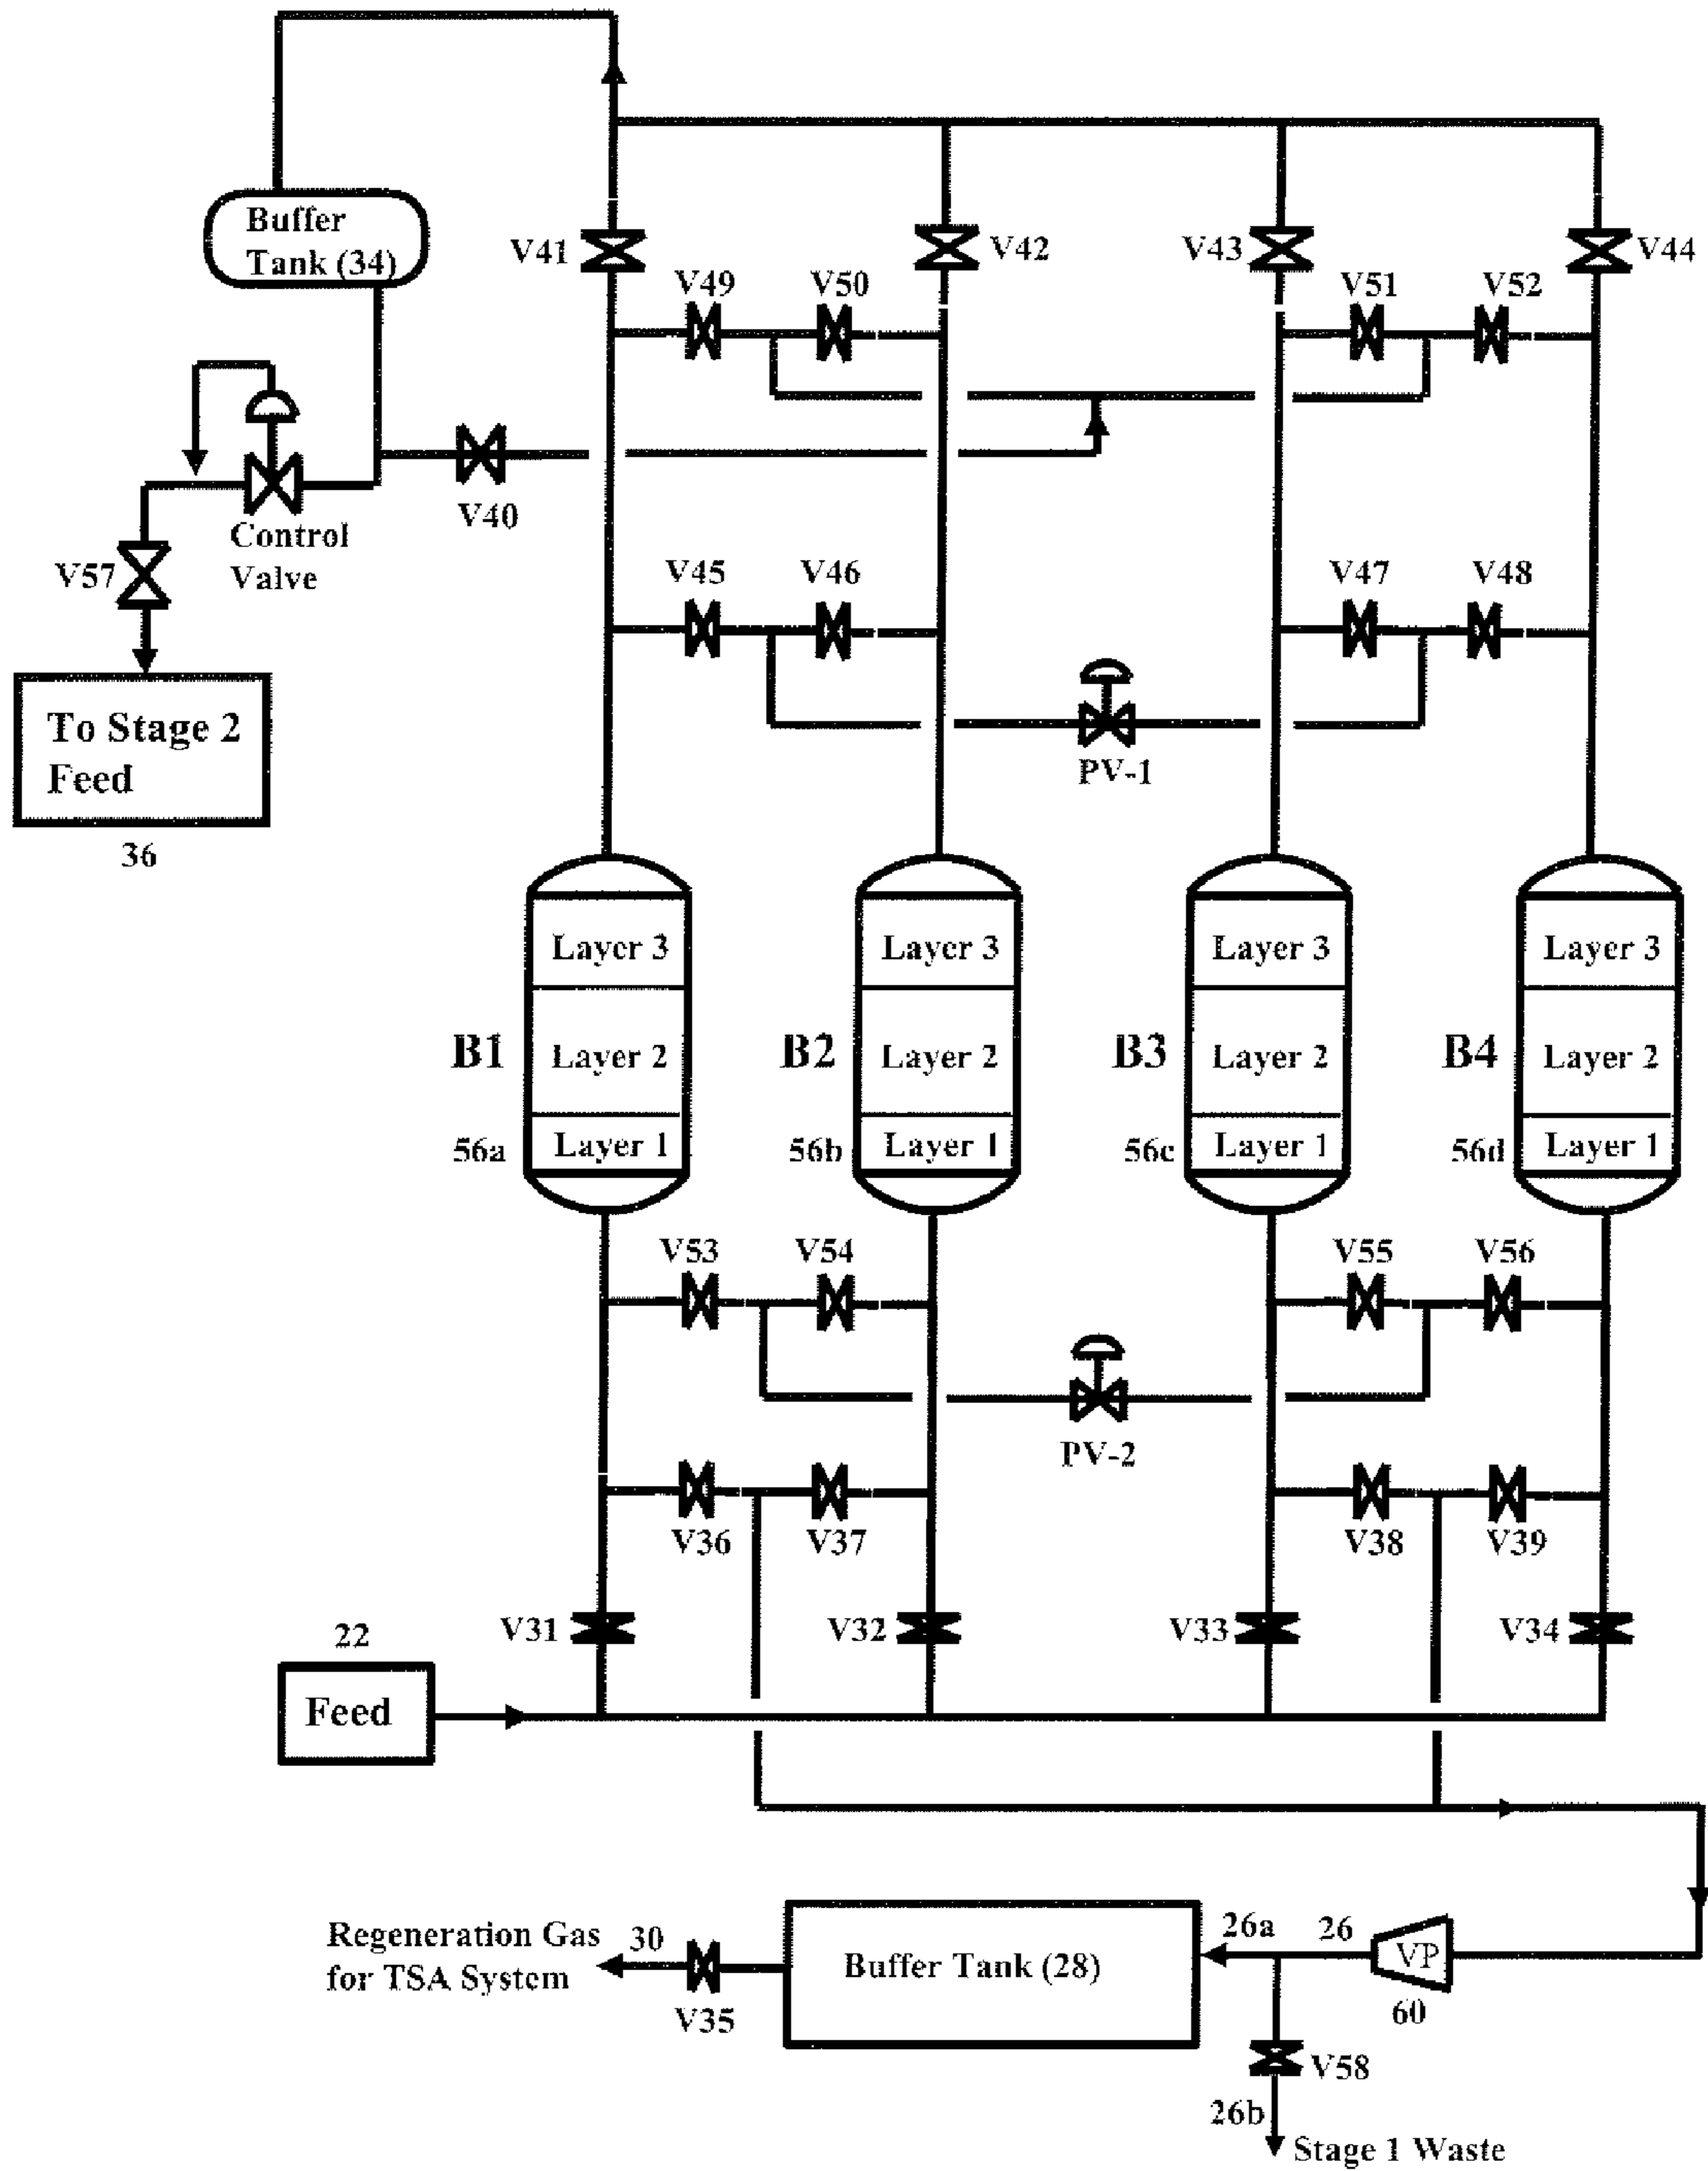 Buffer
Tank (34)
V41
V42
V43
V44
V49
V50
V51
V52
Control
Valve
V40
V57
V45
V46
V47
V48
To Stage 2
Feed
36
PV-1
Layer 3
Layer 3
Layer 3
Layer 3
B1
Layer 2
B2
Layer 2
B3
Layer 2
B4
Layer 2
56a
Layer 1
56b
Layer 1
56c
Layer 1
56d
Layer 1
V53
V54
V55
V56
PV-2
V36
V37
V38
V39
V31
V32
V33
V34
22
Feed
Regeneration Gas
for TSA System
30
V35
Buffer Tank (28)
26a
26
VP
60
V58
26b
Stage 1 Waste